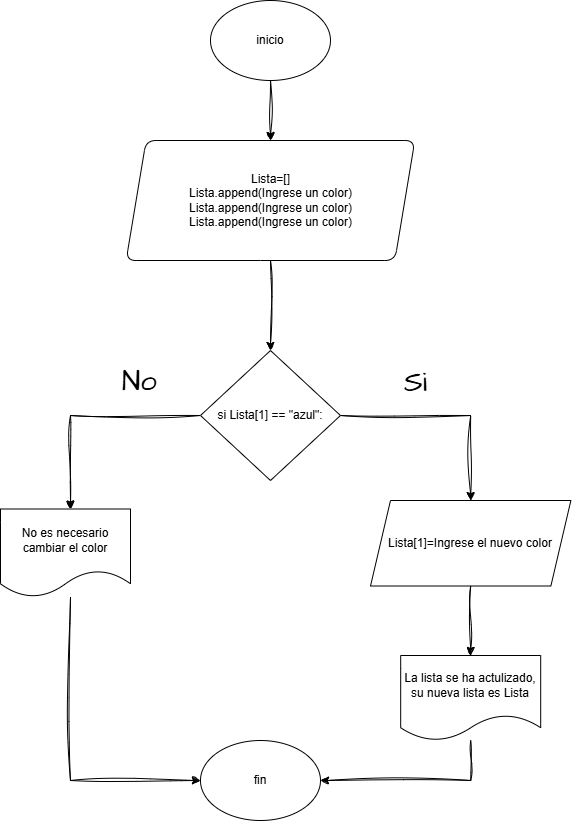 inicio
Lista=[]
Lista.append(Ingrese un color)
Lista.append(Ingrese un color)
Lista.append(Ingrese un color)
No
Si
si Lista[1] == "azul":
No es necesario
cambiar el color
Lista[1]=Ingrese el nuevo color
La lista se ha actulizado,
su nueva lista es Lista
fin